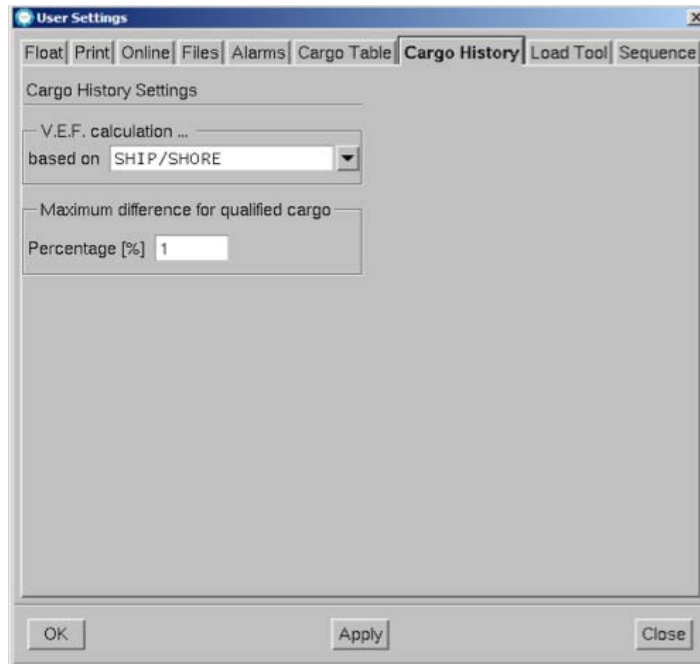 User Settings
Float Print Online Files Alarms Cargo Table Cargo History Load Tool Sequence
Cargo History Settings
V.E.F. calculation ...
based on SHIP/SHORE
Maximum difference for qualified cargo
Percentage [%] 1
OK Apply Close